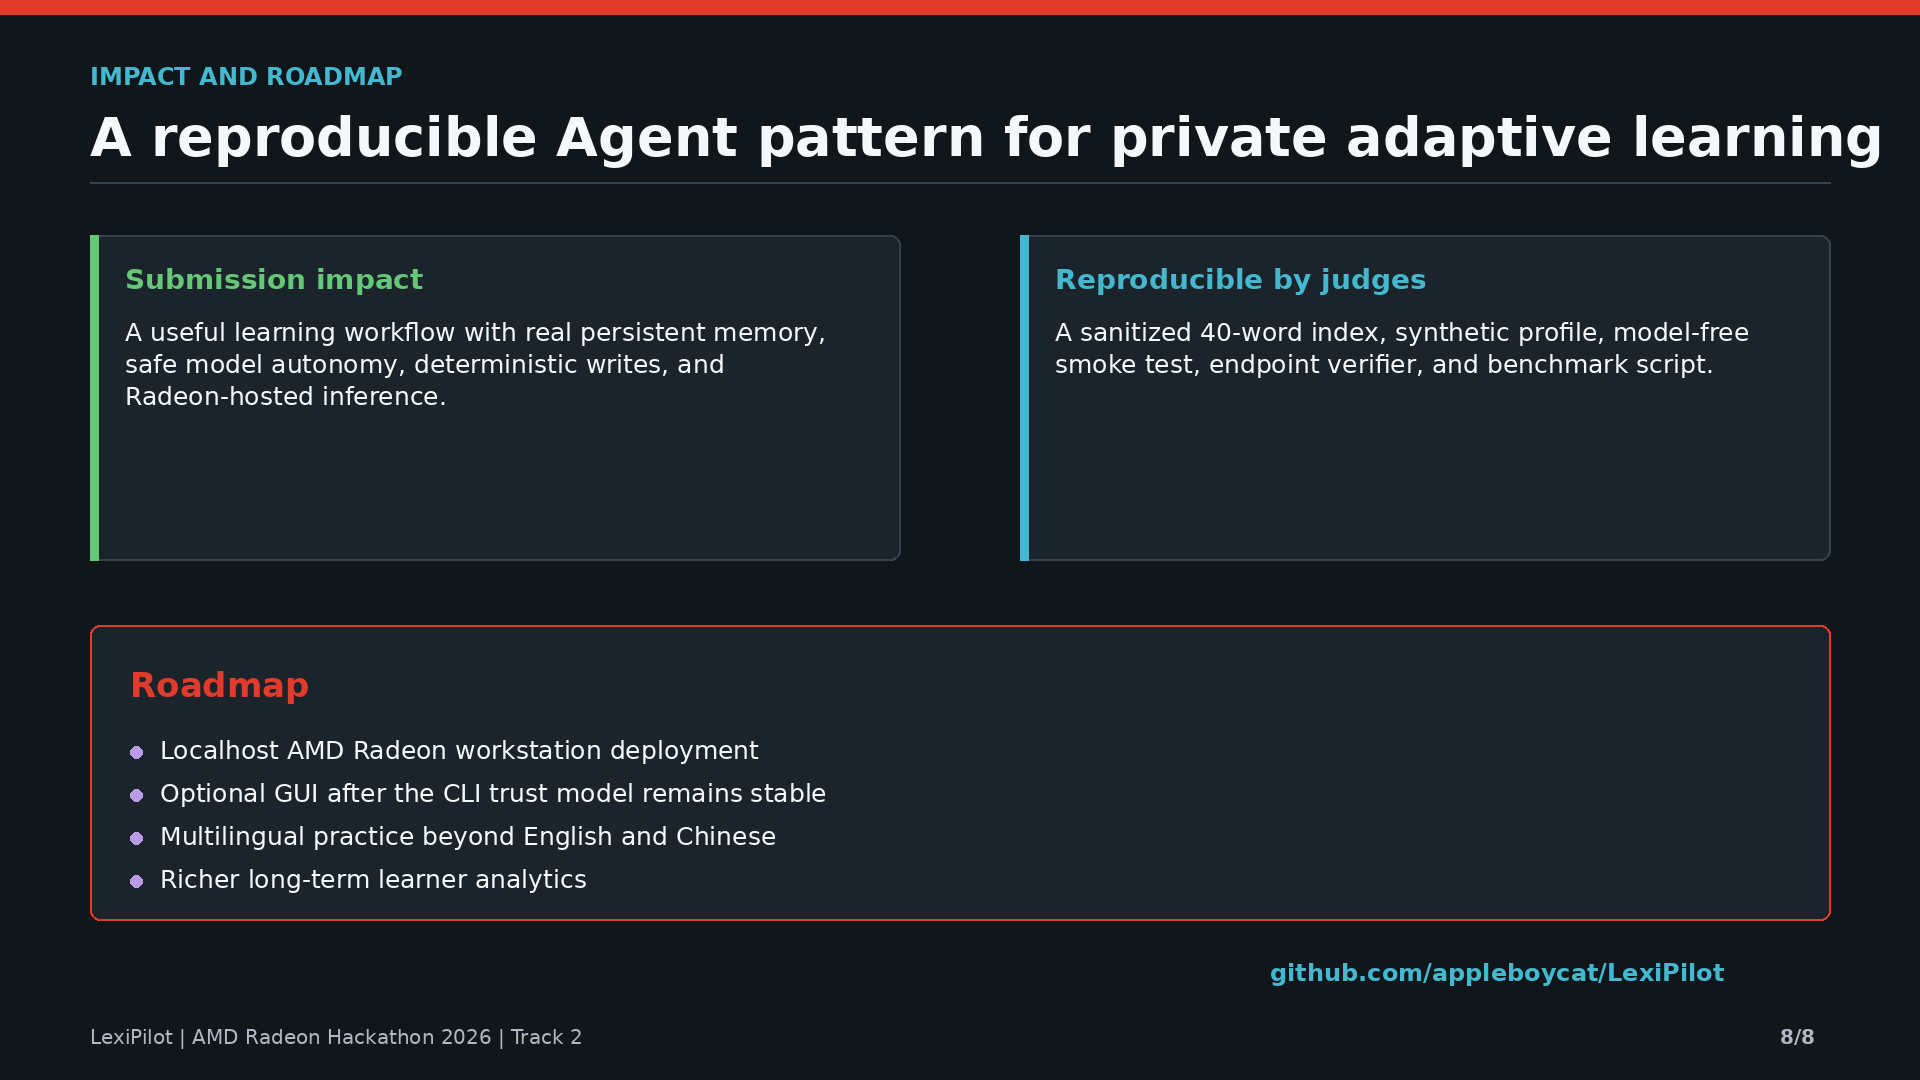 IMPACT AND ROADMAP
A reproducible Agent pattern for private adaptive learning
Submission impact
A useful learning workflow with real persistent memory,
safe model autonomy, deterministic writes, and
Radeon-hosted inference.
Reproducible by judges
A sanitized 40-word index, synthetic profile, model-free
smoke test, endpoint verifier, and benchmark script.
Roadmap
Localhost AMD Radeon workstation deployment
Optional GUI after the CLI trust model remains stable
Multilingual practice beyond English and Chinese
Richer long-term learner analytics
github.com/appleboycat/LexiPilot
LexiPilot | AMD Radeon Hackathon 2026 | Track 2
8/8